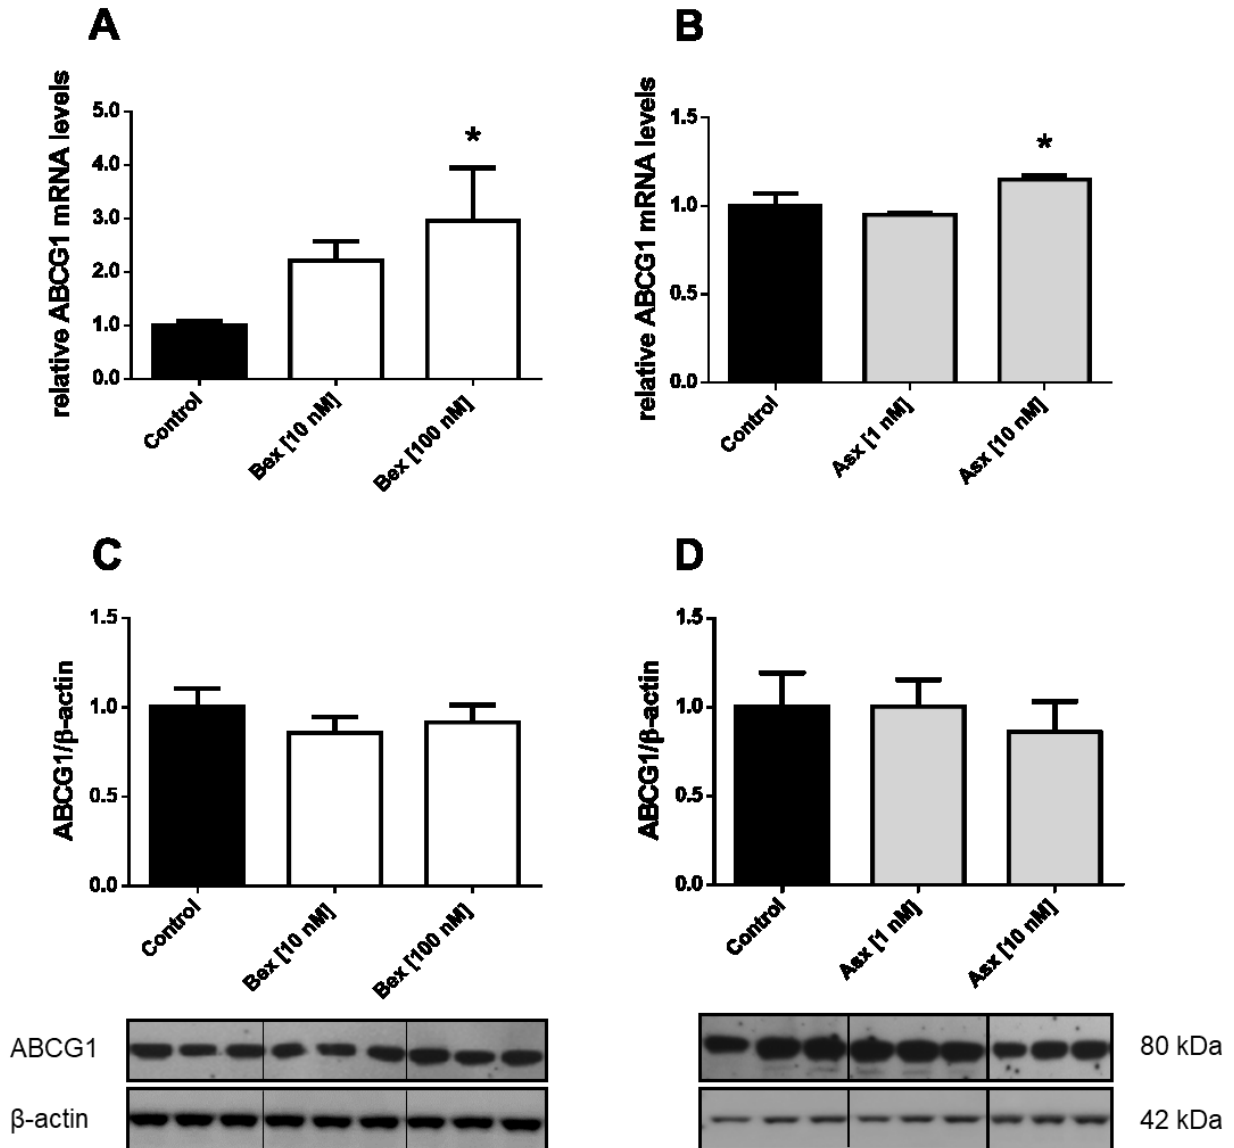 A
relative ABCG1 mRNA levels
5.0
4.0
3.0
2.0
1.0
0.0
*
Control
Bex [10 nM]
Bex [100 nM]
B
relative ABCG1 mRNA levels
1.5
1.0
0.5
0.0
*
Control
Asx [1 nM]
Asx [10 nM]
C
ABCG1/β-actin
1.5
1.0
0.5
0.0
Control
Bex [10 nM]
Bex [100 nM]
D
ABCG1/β-actin
1.5
1.0
0.5
0.0
Control
Asx [1 nM]
Asx [10 nM]
ABCG1
80 kDa
β-actin
42 kDa